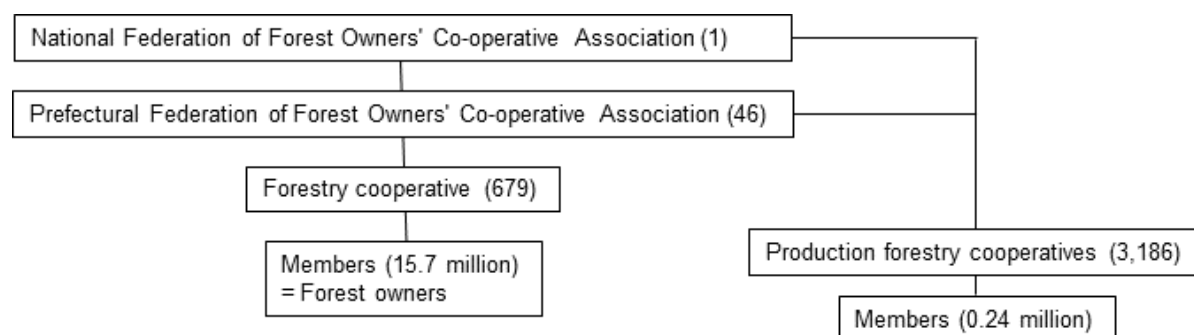 National Federation of Forest Owners' Co-operative Association (1)
Prefectural Federation of Forest Owners' Co-operative Association (46)
Forestry cooperative (679)
Members (15.7 million)
= Forest owners
Production forestry cooperatives (3,186)
Members (0.24 million)